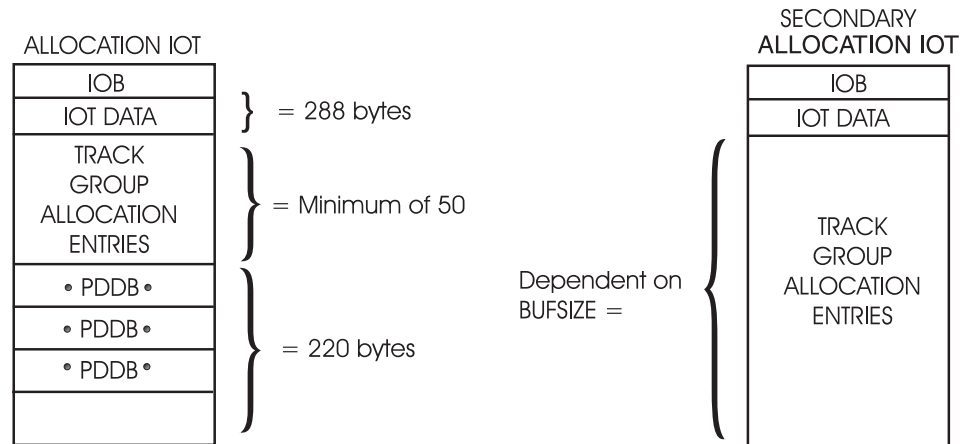 ALLOCATION IOT
IOB
IOT DATA
} = 288 bytes
TRACK
GROUP
ALLOCATION
ENTRIES
= Minimum of 50
• PDDB •
• PDDB •
• PDDB •
= 220 bytes
SECONDARY
ALLOCATION IOT
IOB
IOT DATA
Dependent on
BUFSIZE =
TRACK
GROUP
ALLOCATION
ENTRIES